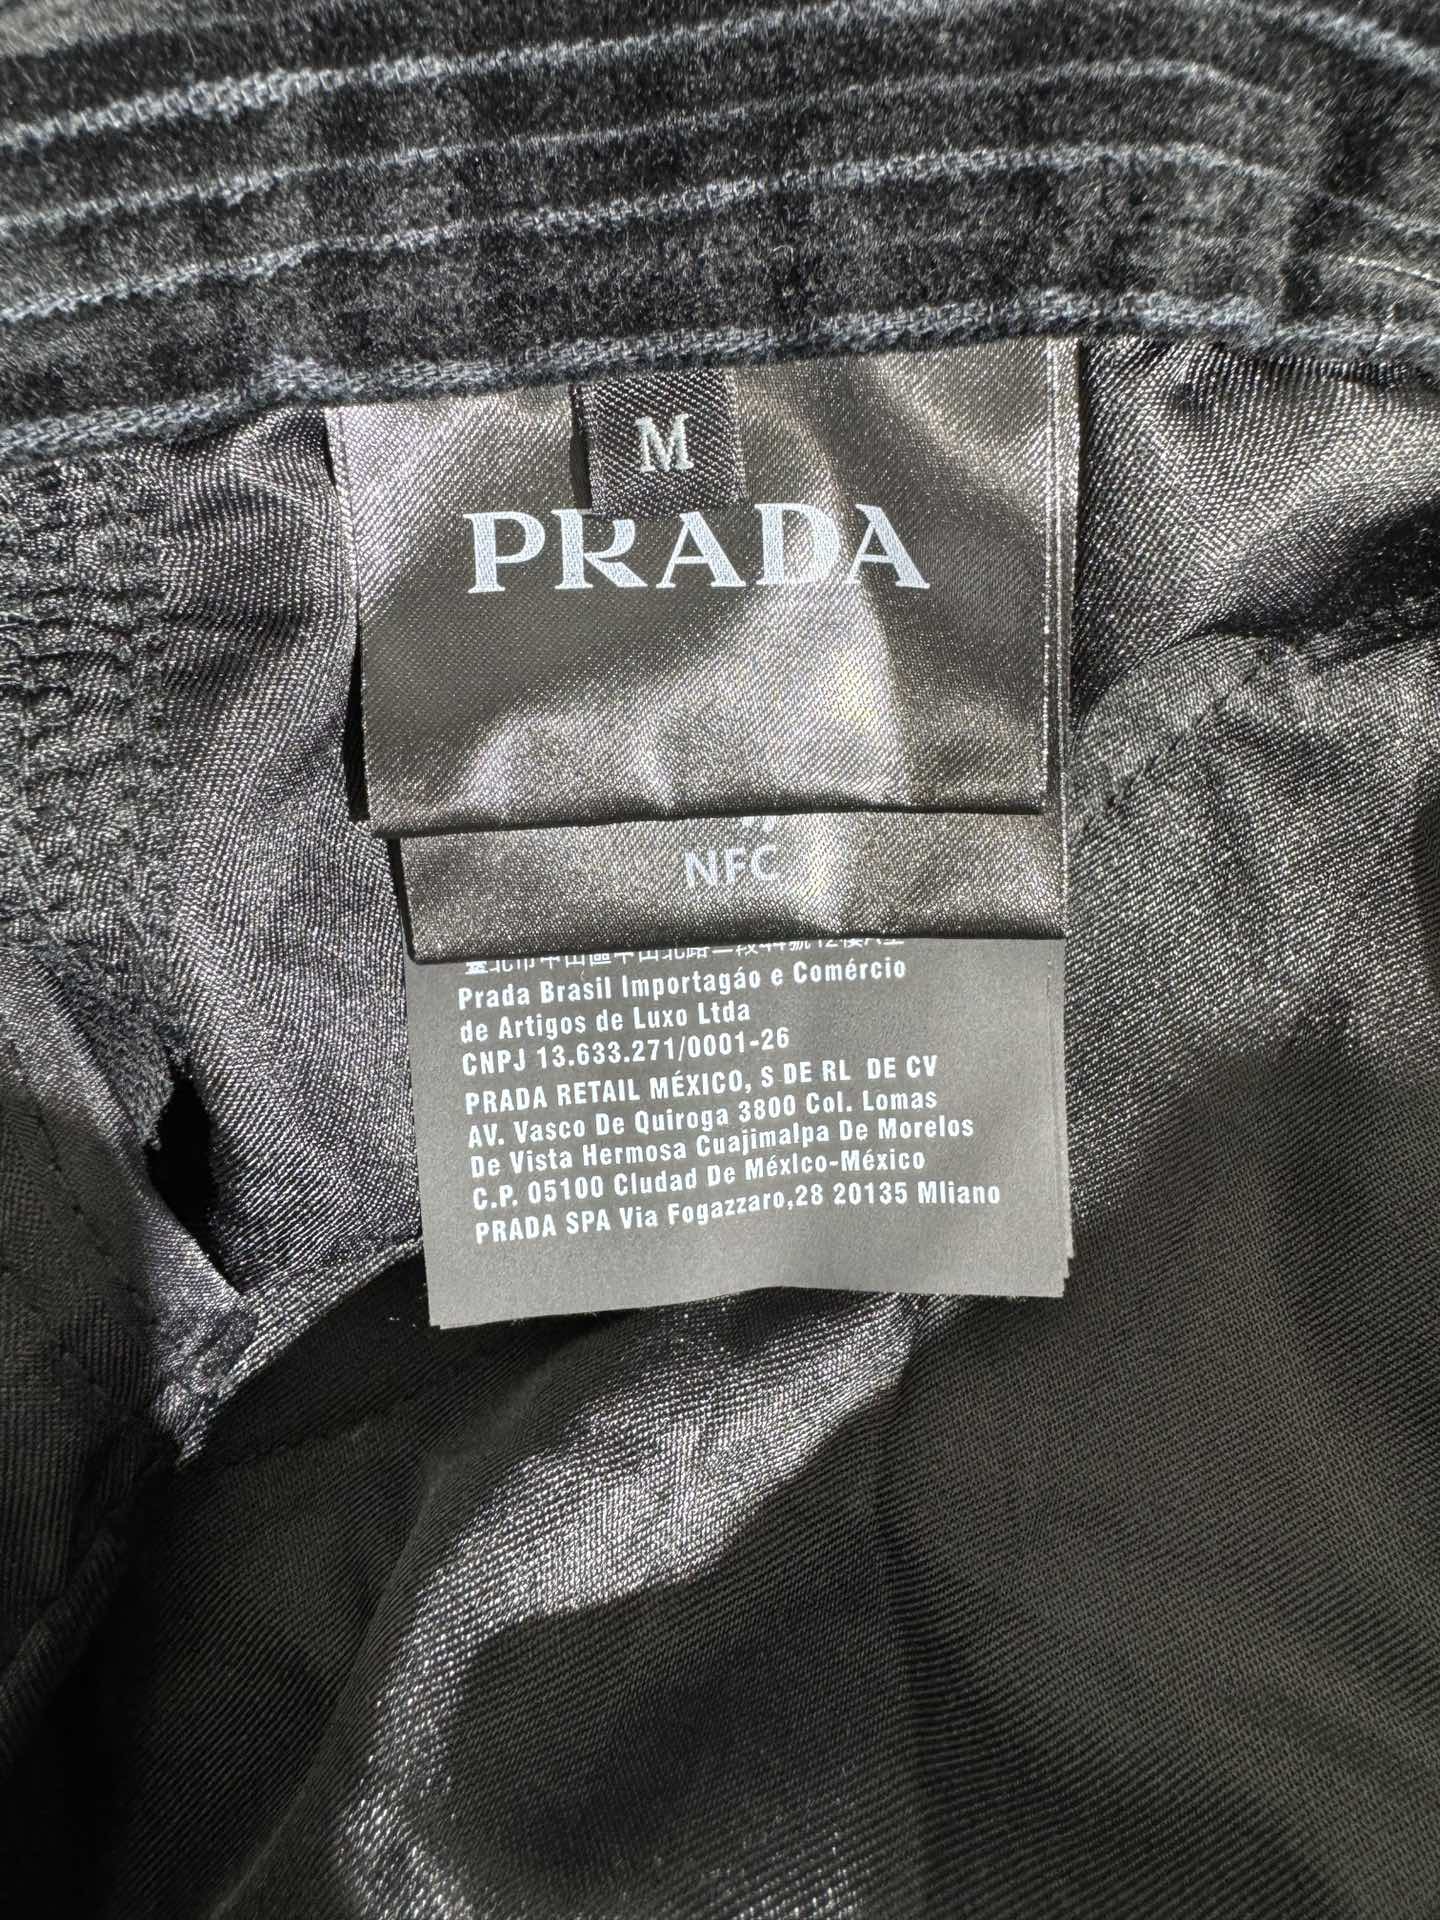 M
PRADA
NFC
Prada Brasil Importagáo e Comércio
de Artigos de Luxo Ltda
CNPJ 13.633.271/0001-26
PRADA RETAIL MÉXICO, S DE RL DE CV
AV. Vasco De Quiroga 3800 Col. Lomas
De Vista Hermosa Cuajimalpa De Morelos
C.P. 05100 Cludad De Méxlco-México
PRADA SPA Via Fogazzaro,28 20135 Mliano